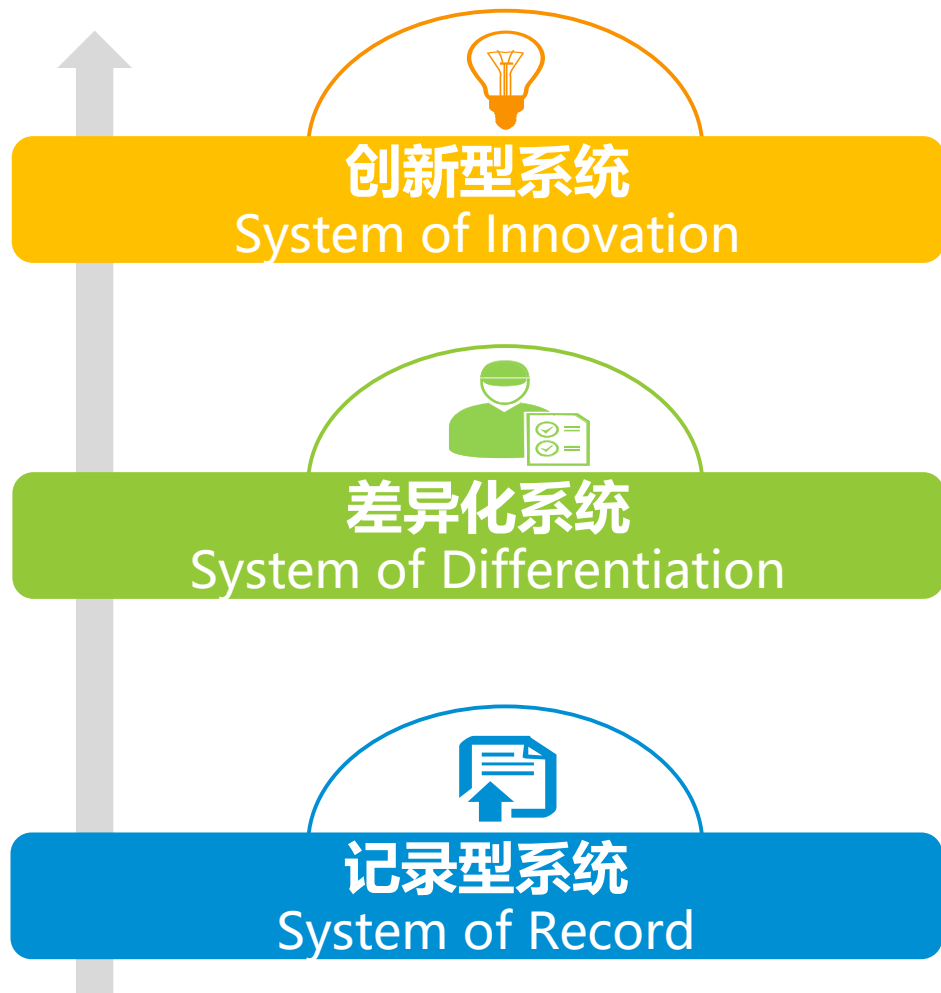 创新型系统
System of Innovation
差异化系统
System of Differentiation
记录型系统
System of Record